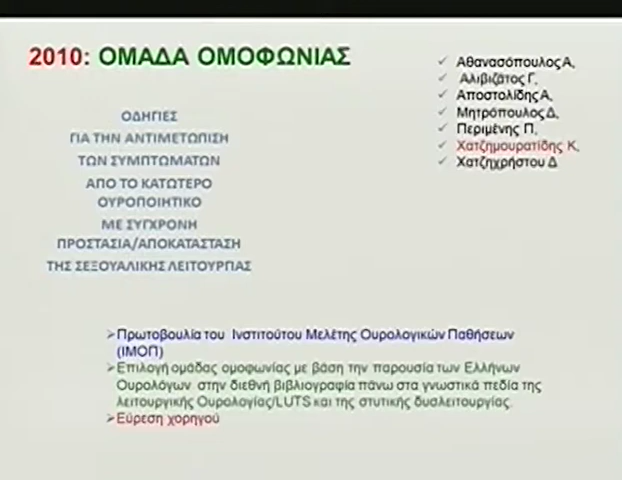 2010: ΟΜΑΔΑ ΟΜΟΦΩΝΙΑΣ
ΟΔΗΓΙΕΣ
ΓΙΑ ΤΗΝ ΑΝΤΙΜΕΤΩΠΙΣΗ
ΤΩΝ ΣΥΜΠΤΩΜΑΤΩΝ
ΑΠΟ ΤΟ ΚΑΤΩΤΕΡΟ
ΟΥΡΟΠΟΙΗΤΙΚΟ
ΜΕ ΣΥΓΧΡΟΝΗ
ΠΡΟΣΤΑΣΙΑ/ΑΠΟΚΑΤΑΣΤΑΣΗ
ΤΗΣ ΣΕΞΟΥΑΛΙΚΗΣ ΛΕΙΤΟΥΡΓΙΑΣ
✓ Αθανασόπουλος Α,
✓ Αλιβιζάτος Γ,
✓ Αποστολίδης Α,
✓ Μητρόπουλος Δ,
✓ Περιμένης Π,
✓ Χατζημουρατίδης Κ,
✓ Χατζηχρήστου Δ
➢Πρωτοβουλία του Ινστιτούτου Μελέτης Ουρολογικών Παθήσεων
(ΙΜΟΠ)
➢Επιλογή ομάδας ομοφωνίας με βάση την παρουσία των Ελλήνων
Ουρολόγων στην διεθνή βιβλιογραφία πάνω στα γνωστικά πεδία της
λειτουργικής Ουρολογίας/LUTS και της στυτικής δυσλειτουργίας.
➢Εύρεση χορηγού